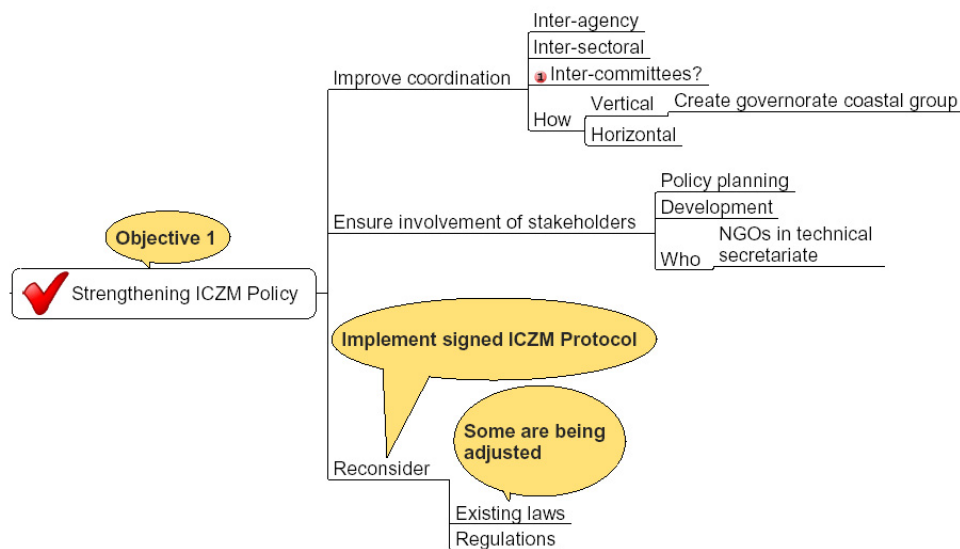 Inter-agency
Inter-sectoral
1 Inter-committees?
Improve coordination
How
Vertical
Create governorate coastal group
Horizontal
Policy planning
Development
Ensure involvement of stakeholders
Who
NGOs in technical
secretariate
Objective 1
Strengthening ICZM Policy
Implement signed ICZM Protocol
Some are being
adjusted
Reconsider
Existing laws
Regulations